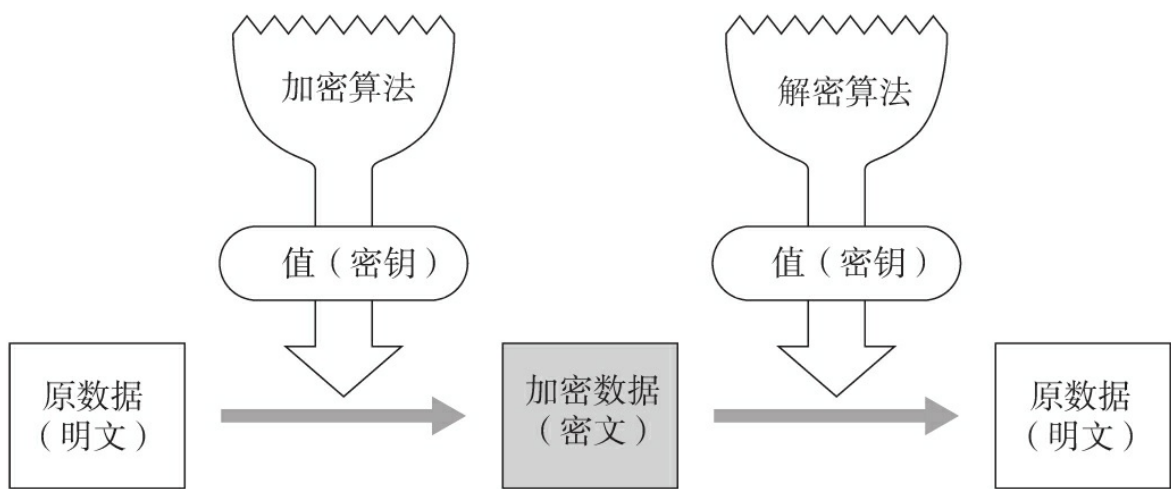 加密算法
解密算法
值（密钥）
值（密钥）
原数据
（明文）
加密数据
（密文）
原数据
（明文）